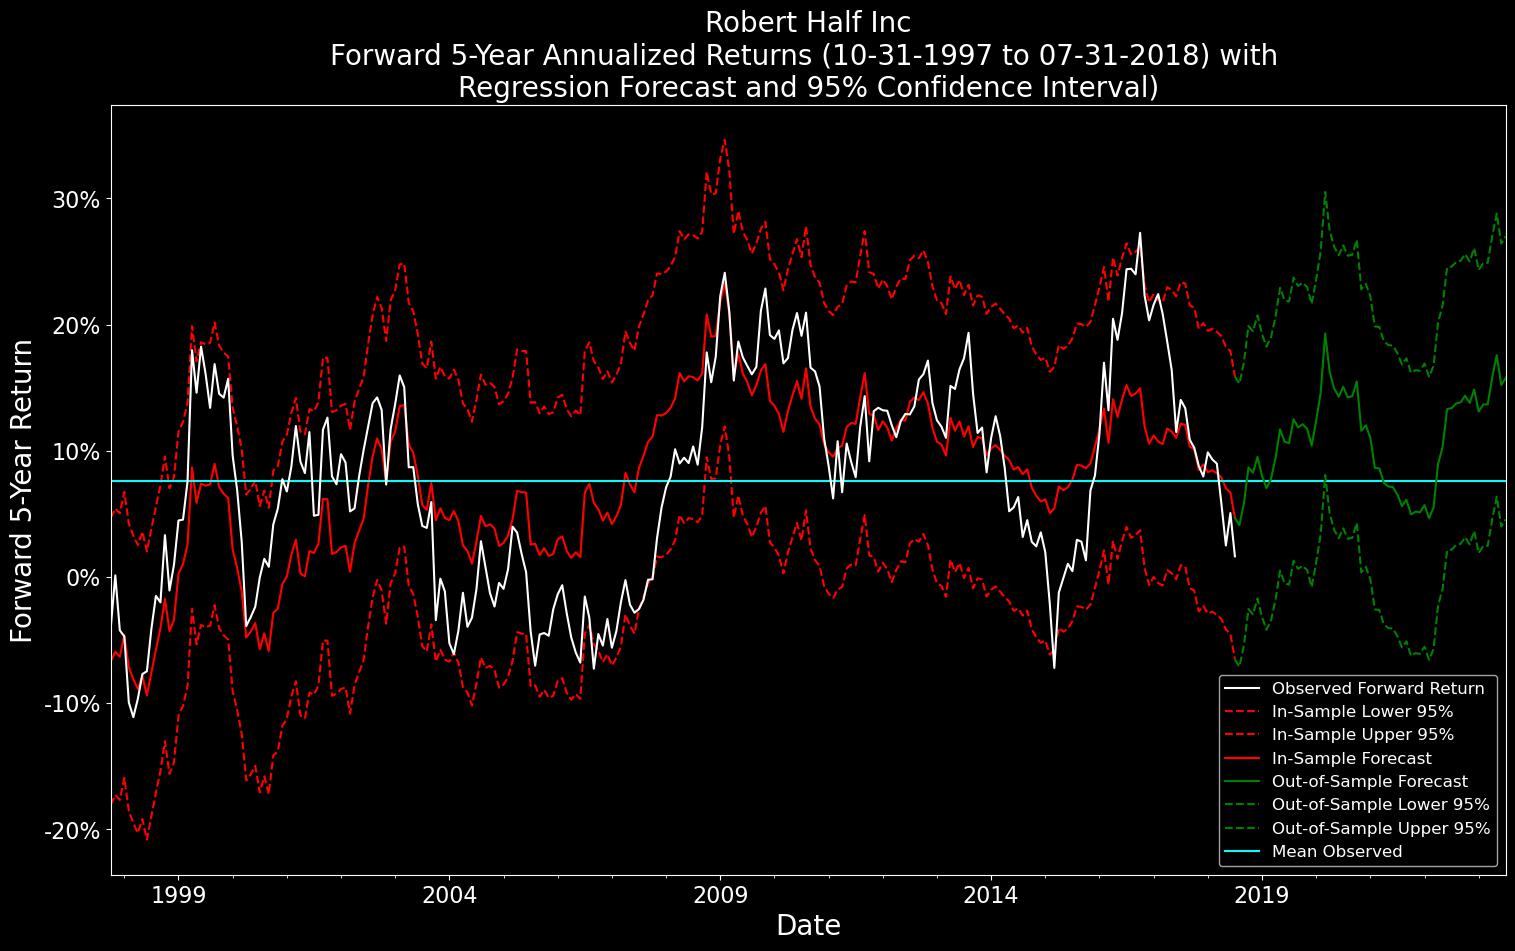 Robert Half Inc
Forward 5-Year Annualized Returns (10-31-1997 to 07-31-2018) with
Regression Forecast and 95% Confidence Interval)
Forward 5-Year Return
30%
20%
10%
0%
-10%
-20%
Observed Forward Return
In-Sample Lower 95%
In-Sample Upper 95%
In-Sample Forecast
Out-of-Sample Forecast
Out-of-Sample Lower 95%
Out-of-Sample Upper 95%
Mean Observed
1999 2004 2009 2014 2019
Date